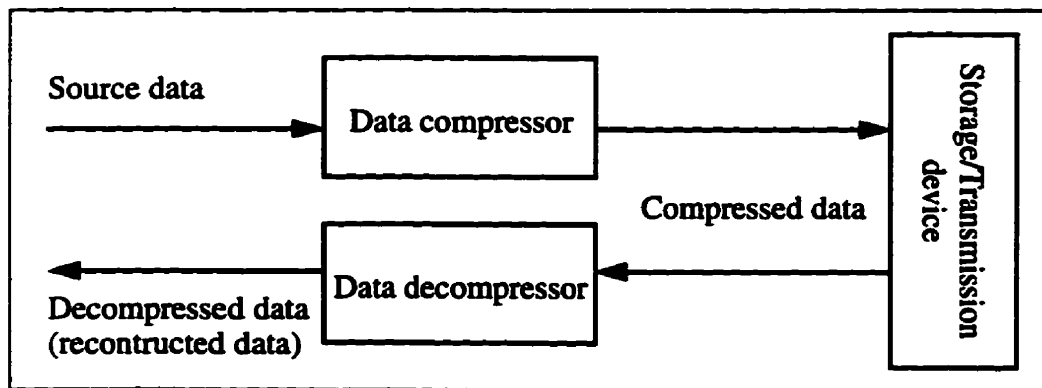 Source data
Data compressor
Storage/Transmission
device
Compressed data
Data decompressor
Decompressed data
(recontructed data)